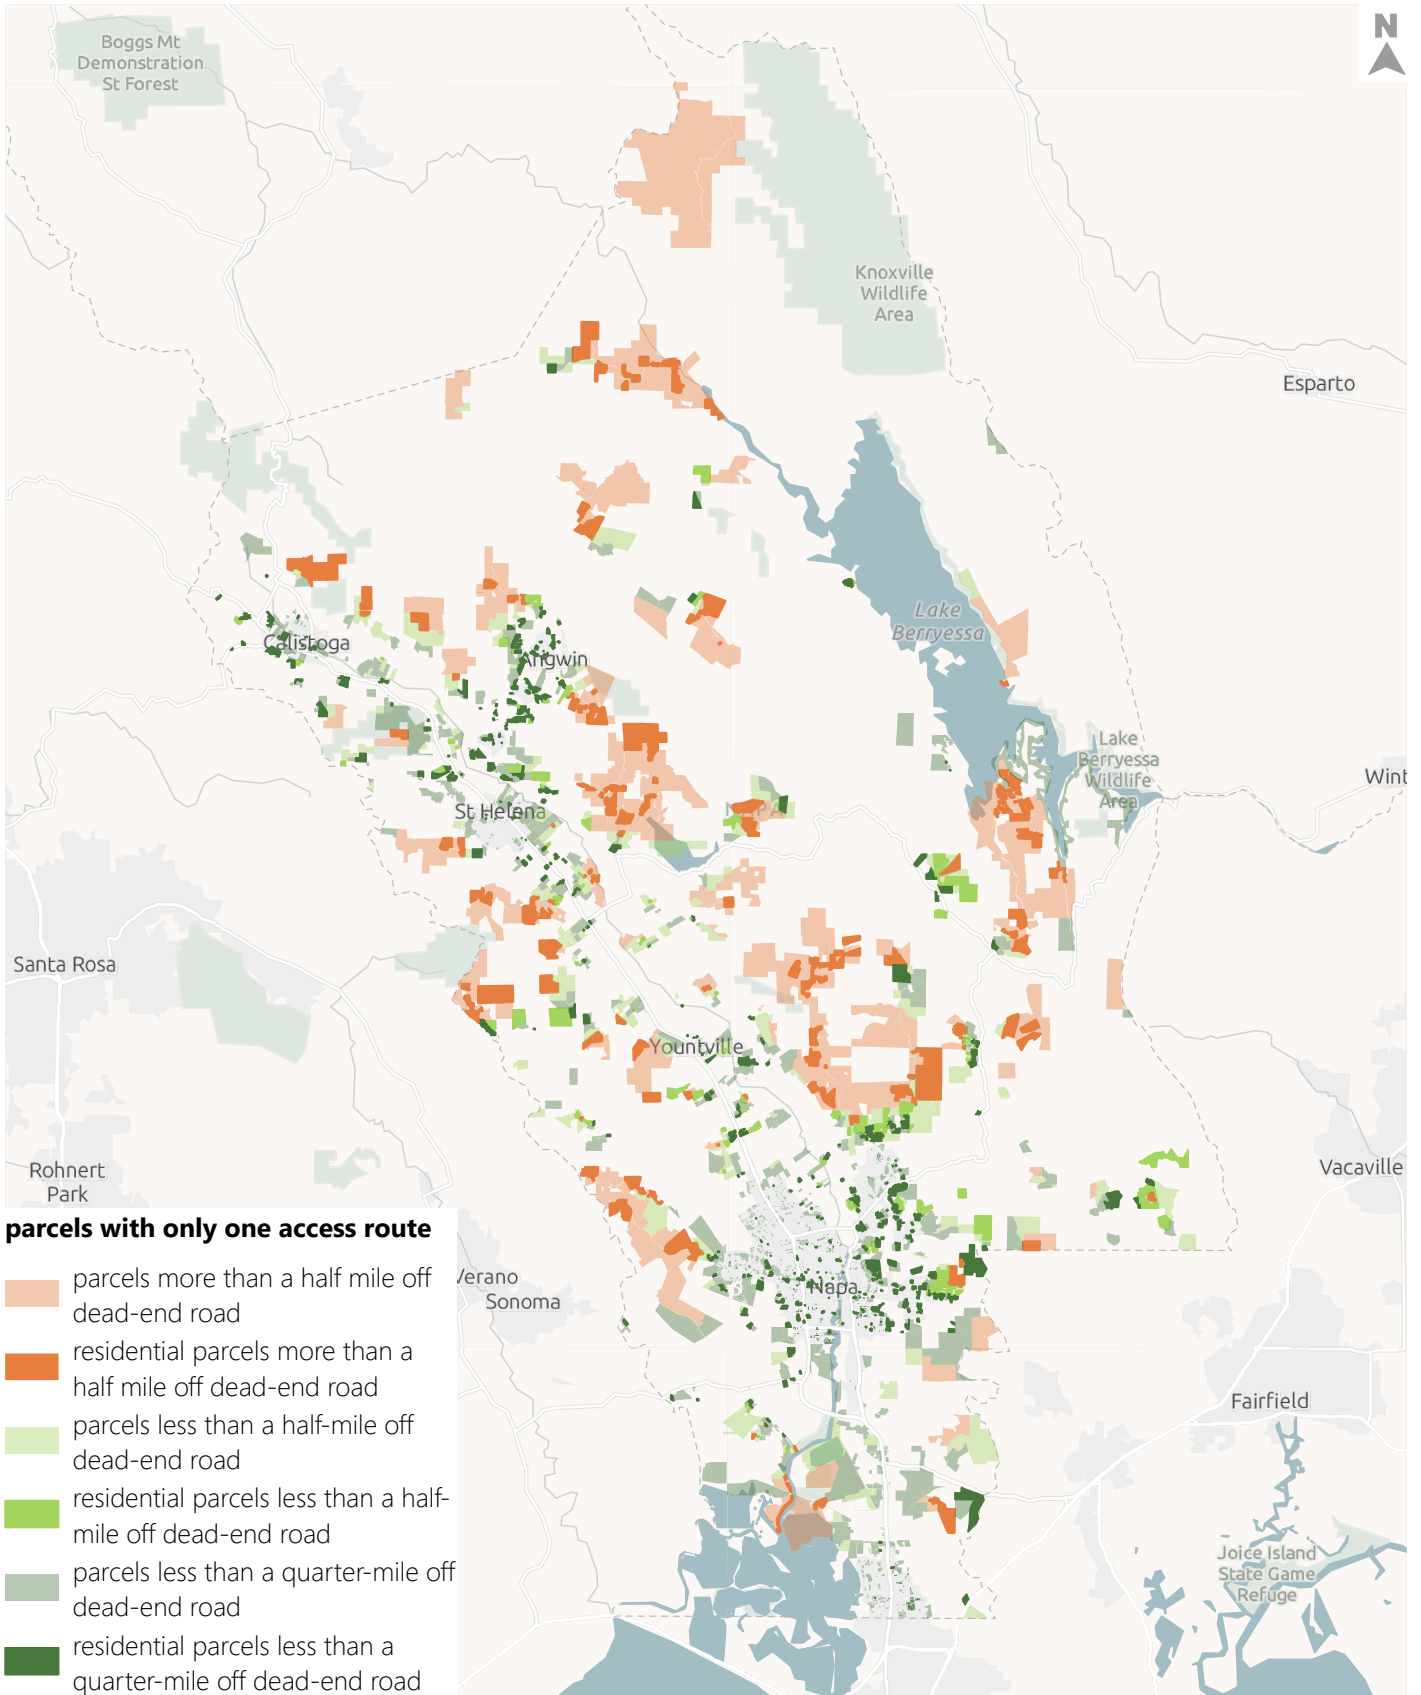 N
Boggs Mt
Demonstration
St Forest
Knoxville
Wildlife
Area
Esparto
Lake
Berryessa
Calistoga
Angwin
Lake
Berryessa
Wildlife
Area
Wint
St Helena
Santa Rosa
Yountville
Rohnert
Park
Vacaville
parcels with only one access route
Verano
Sonoma
Napa
parcels more than a half mile off
dead-end road
residential parcels more than a
half mile off dead-end road
Fairfield
parcels less than a half-mile off
dead-end road
residential parcels less than a half-
mile off dead-end road
Joice Island
State Game
Refuge
parcels less than a quarter-mile off
dead-end road
residential parcels less than a
quarter-mile off dead-end road